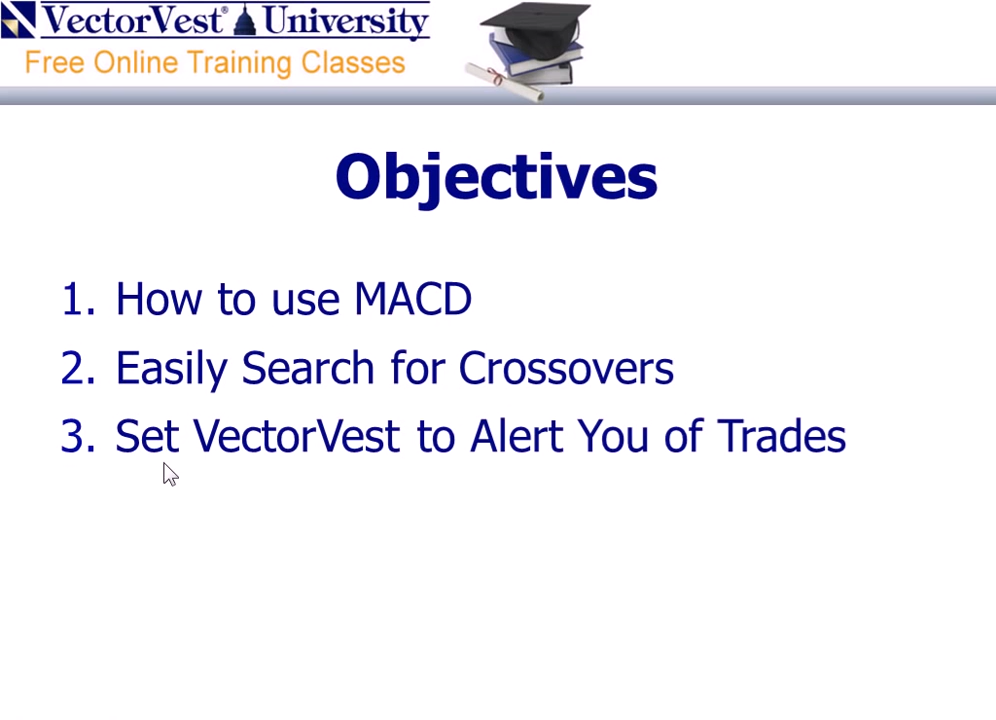 VectorVest® University
Free Online Training Classes
Objectives
1. How to use MACD
2. Easily Search for Crossovers
3. Set VectorVest to Alert You of Trades